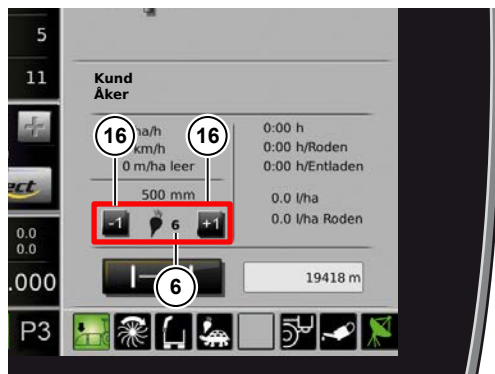 5
11
Kund
Åker
16
16
ha/h
0:00 h
km/h
0:00 h/Roden
0 m/ha leer
0:00 h/Entladen
ect
500 mm
0.0 l/ha
-1
6
+1
0.0 l/ha Roden
0.0
0.0
.000
6
19418 m
P3